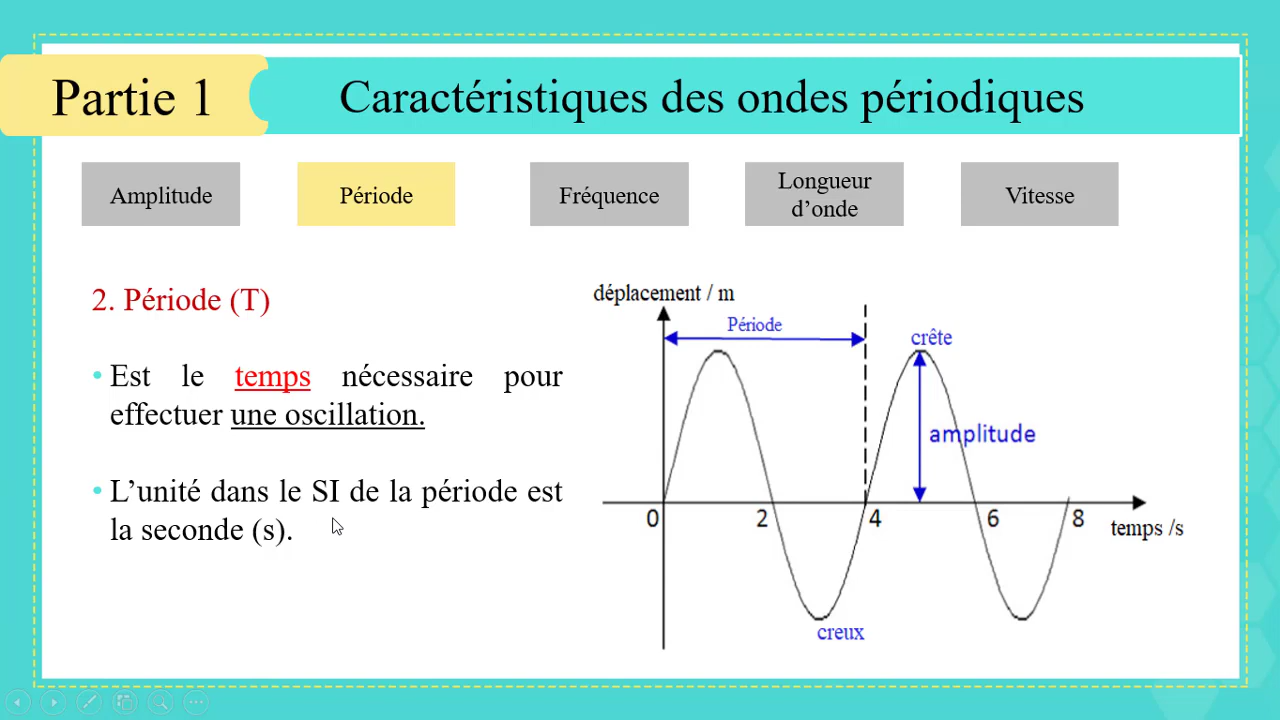 Partie 1
Caractéristiques des ondes périodiques
Amplitude
Période
Fréquence
Longueur
d’onde
Vitesse
2. Période (T)
• Est le temps nécessaire pour
effectuer une oscillation.
• L’unité dans le SI de la période est
la seconde (s).
déplacement / m
Période
crête
amplitude
0
2
4
6
8
temps /s
creux